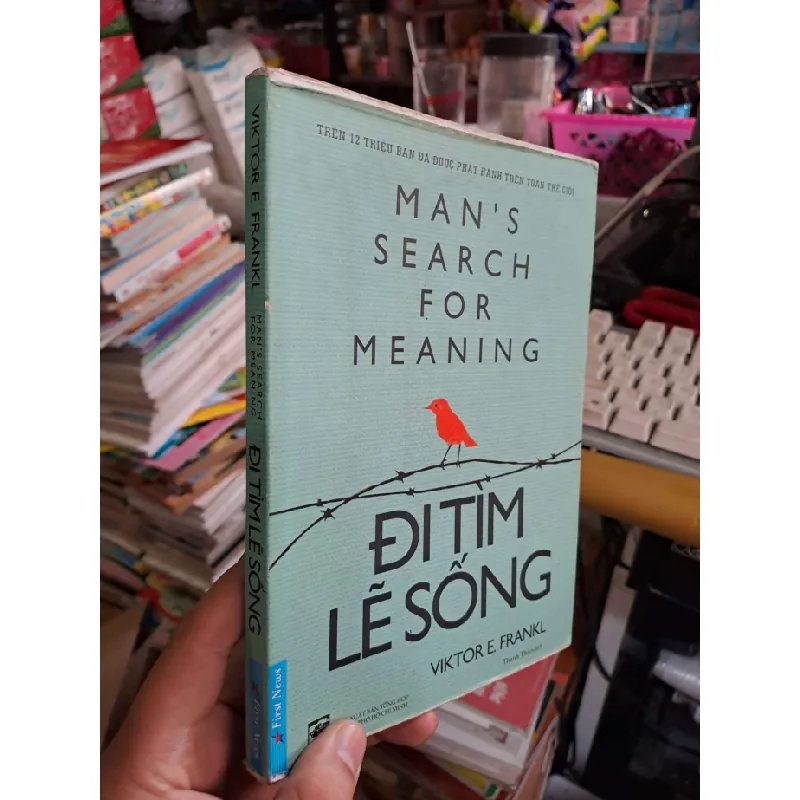 TRÊN 12 TRIỆU BẢN ĐÃ ĐƯỢC PHÁT HÀNH TRÊN TOÀN THẾ GIỚI
MAN'S
SEARCH
FOR
MEANING
ĐI TÌM
LẼ SỐNG
VIKTOR E. FRANKL
VIKTOR E. FRANKL
MAN'S SEARCH
FOR MEANING
ĐI TÌM LẼ SỐNG
First News